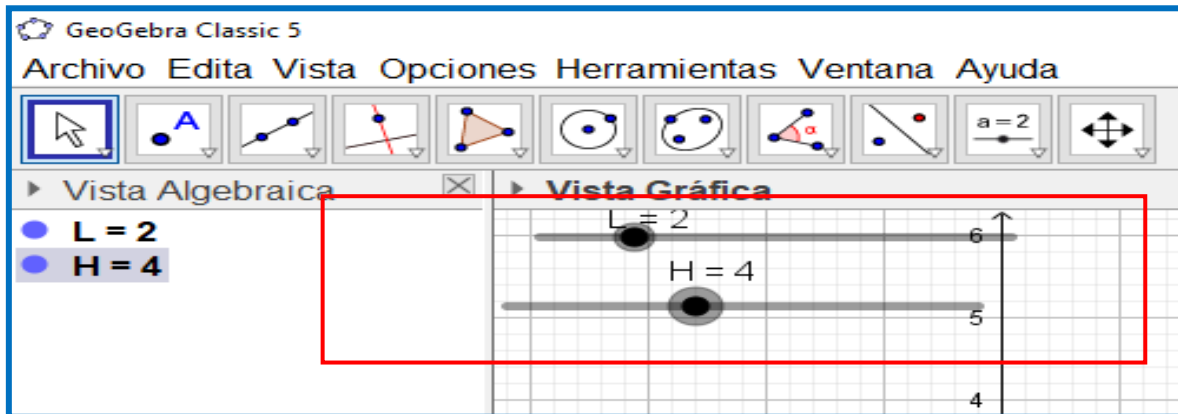 GeoGebra Classic 5
Archivo Edita Vista Opciones Herramientas Ventana Ayuda
A
α
a = 2
Vista Algebraica
Vista Gráfica
L = 2
H = 4
L = 2
6
H = 4
5
4